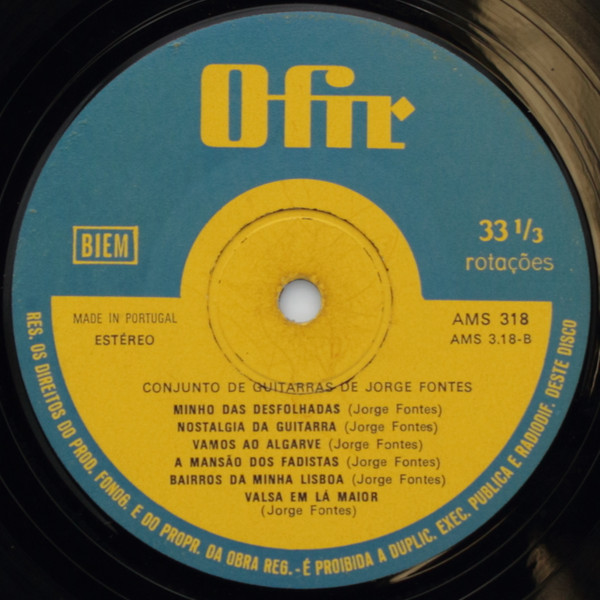 Ofir
BIEM
33 1/3
rotações
MADE IN PORTUGAL
ESTÉREO
AMS 318
AMS 3.18-B
CONJUNTO DE GUITARRAS DE JORGE FONTES
MINHO DAS DESFOLHADAS (Jorge Fontes)
NOSTALGIA DA GUITARRA (Jorge Fontes)
VAMOS AO ALGARVE (Jorge Fontes)
A MANSÃO DOS FADISTAS (Jorge Fontes)
BAIRROS DA MINHA LISBOA (Jorge Fontes)
VALSA EM LÁ MAIOR
(Jorge Fontes)
RES. OS DIREITOS DO PROD. FONOG. E DO PROPR. DA OBRA REG.-É PROIBIDA A DUPLIC. EXEC. PUBLICA E RADIODIF. DESTE DISCO